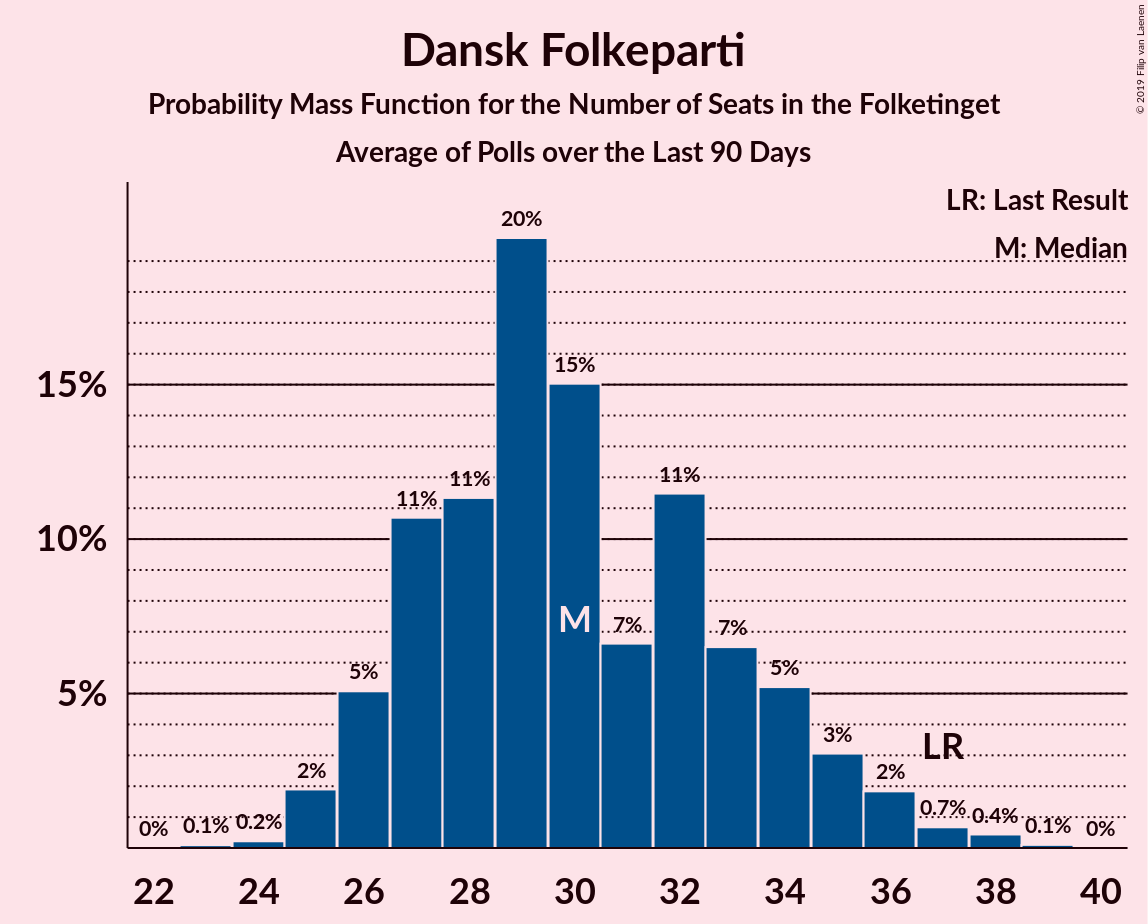 Dansk Folkeparti
Probability Mass Function for the Number of Seats in the Folketinget
Average of Polls over the Last 90 Days
© 2019 Filip van Laenen
LR: Last Result
M: Median
20%
15%
15%
11%
11%
11%
10%
M
7%
7%
5%
5%
5%
3%
LR
2%
2%
0.7%
0.4%
0%
0.1%
0.2%
0.1%
0%
22 24 26 28 30 32 34 36 38 40